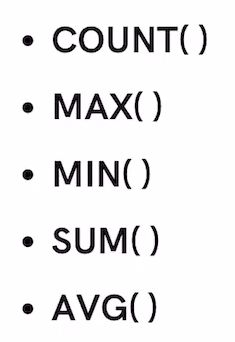 • COUNT( )
• MAX( )
• MIN( )
• SUM( )
• AVG( )